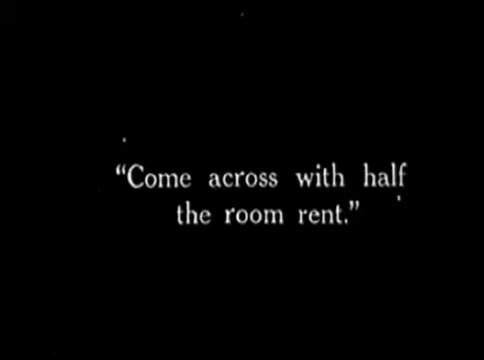 “Come across with half
the room rent.”